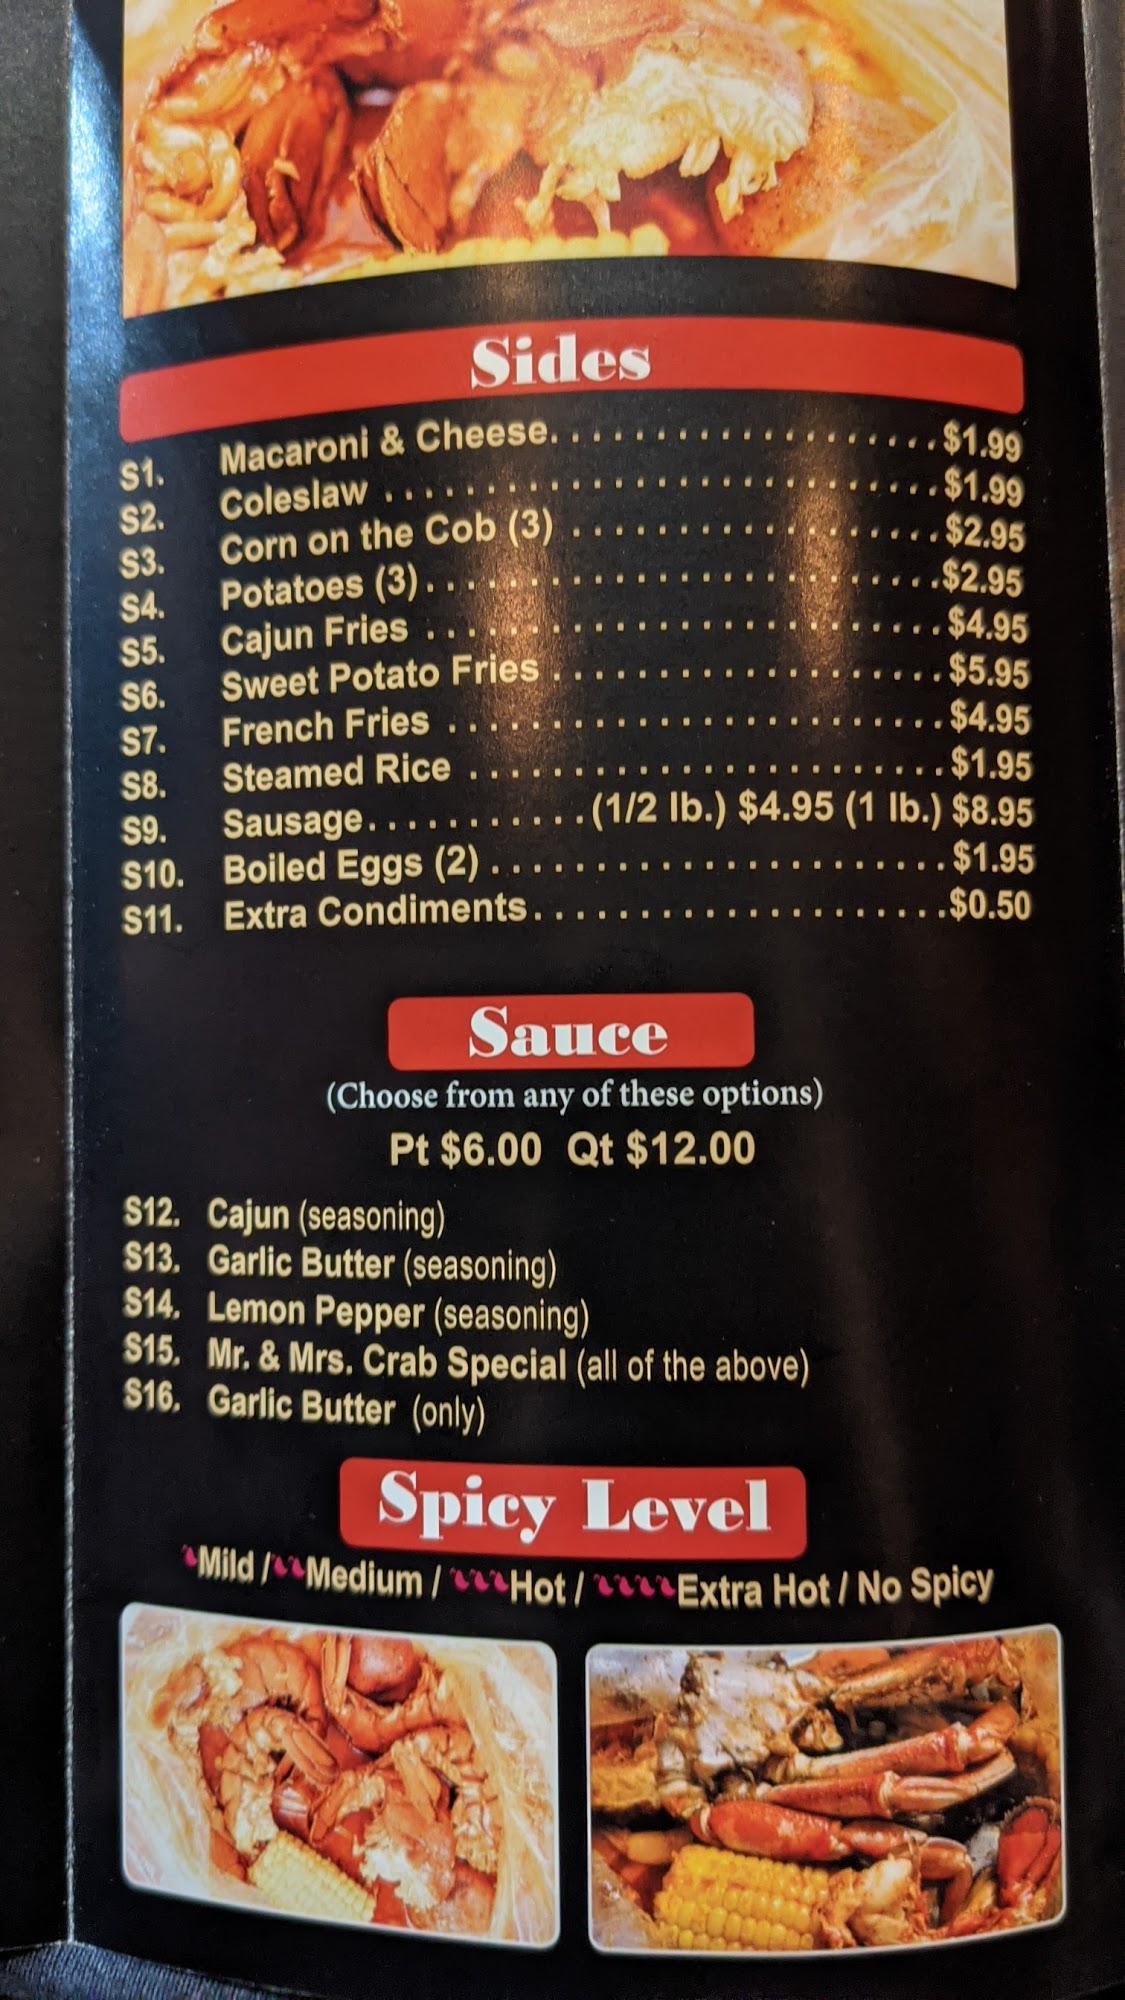 Sides
S1. Macaroni & Cheese. . . . . . . . . . . . . . . . . . . $1.99
S2. Coleslaw . . . . . . . . . . . . . . . . . . . . . . . . . . . $1.99
S3. Corn on the Cob (3) . . . . . . . . . . . . . . . . . . $2.95
S4. Potatoes (3). . . . . . . . . . . . . . . . . . . . . . . . .$2.95
S5. Cajun Fries . . . . . . . . . . . . . . . . . . . . . . . . . $4.95
S6. Sweet Potato Fries . . . . . . . . . . . . . . . . . . . $5.95
S7. French Fries . . . . . . . . . . . . . . . . . . . . . . . . $4.95
S8. Steamed Rice . . . . . . . . . . . . . . . . . . . . . . . $1.95
S9. Sausage. . . . . . . . . . . (1/2 lb.) $4.95 (1 lb.) $8.95
S10. Boiled Eggs (2) . . . . . . . . . . . . . . . . . . . . . . $1.95
S11. Extra Condiments. . . . . . . . . . . . . . . . . . . . .$0.50
Sauce
(Choose from any of these options)
Pt $6.00 Qt $12.00
S12. Cajun (seasoning)
S13. Garlic Butter (seasoning)
S14. Lemon Pepper (seasoning)
S15. Mr. & Mrs. Crab Special (all of the above)
S16. Garlic Butter (only)
Spicy Level
Mild / Medium / Hot / Extra Hot / No Spicy